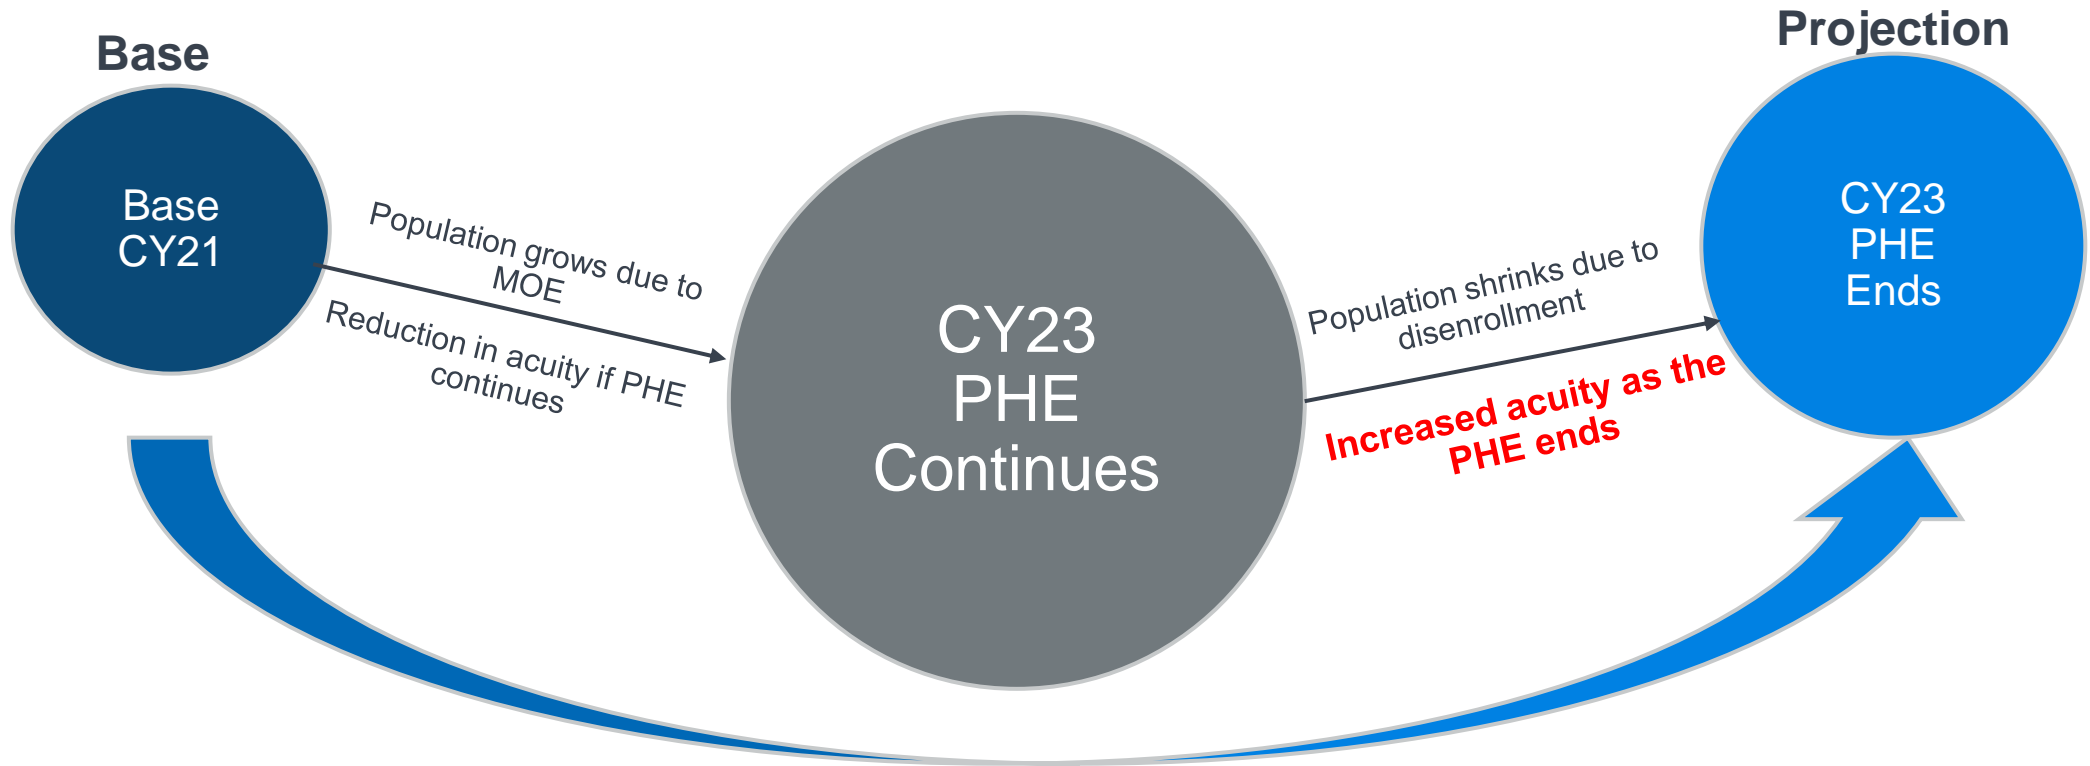 Base
Projection
Base
CY21
Population grows due to
MOE
Reduction in acuity if PHE
continues
CY23
PHE
Continues
Population shrinks due to
disenrollment
Increased acuity as the
PHE ends
CY23
PHE
Ends